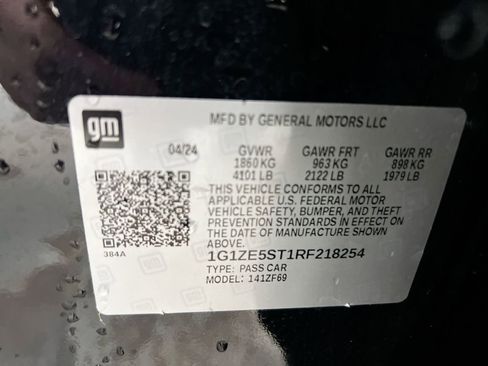 gm
MFD BY GENERAL MOTORS LLC
04/24 GVWR GAWR FRT GAWR RR
1860 KG 963 KG 898 KG
4101 LB 2122 LB 1979 LB
THIS VEHICLE CONFORMS TO ALL
APPLICABLE U.S. FEDERAL MOTOR
VEHICLE SAFETY, BUMPER, AND THEFT
PREVENTION STANDARDS IN EFFECT ON
THE DATE OF MANUFACTURE SHOWN
ABOVE.
384A
1G1ZE5ST1RF218254
TYPE: PASS CAR
MODEL: 141ZF69